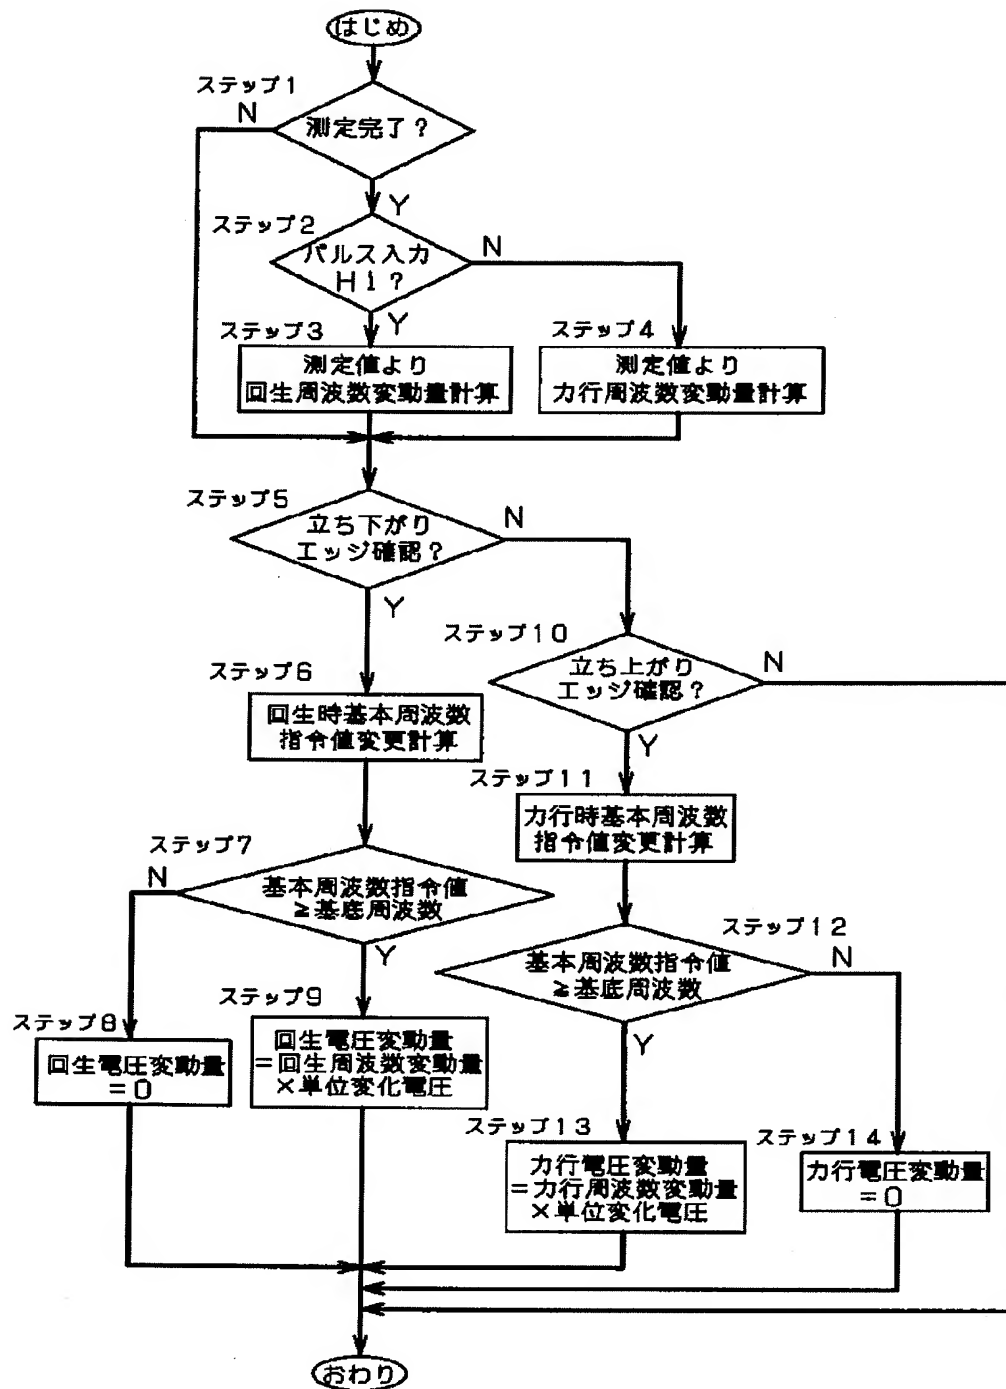 はじめ
ステップ1
N
測定完了?
Y
ステップ2
N
パルス入力
Hi?
Y
ステップ3
ステップ4
測定値より
回生周波数変動量計算
測定値より
力行周波数変動量計算
ステップ5
N
立ち下がり
エッジ確認?
Y
ステップ10
N
立ち上がり
エッジ確認?
Y
ステップ6
回生時基本周波数
指令値変更計算
ステップ11
力行時基本周波数
指令値変更計算
ステップ7
N
基本周波数指令値
≧基底周波数
Y
ステップ12
N
基本周波数指令値
≧基底周波数
Y
ステップ8
回生電圧変動量
=0
ステップ9
回生電圧変動量
=回生周波数変動量
×単位変化電圧
ステップ13
力行電圧変動量
=力行周波数変動量
×単位変化電圧
ステップ14
力行電圧変動量
=0
おわり